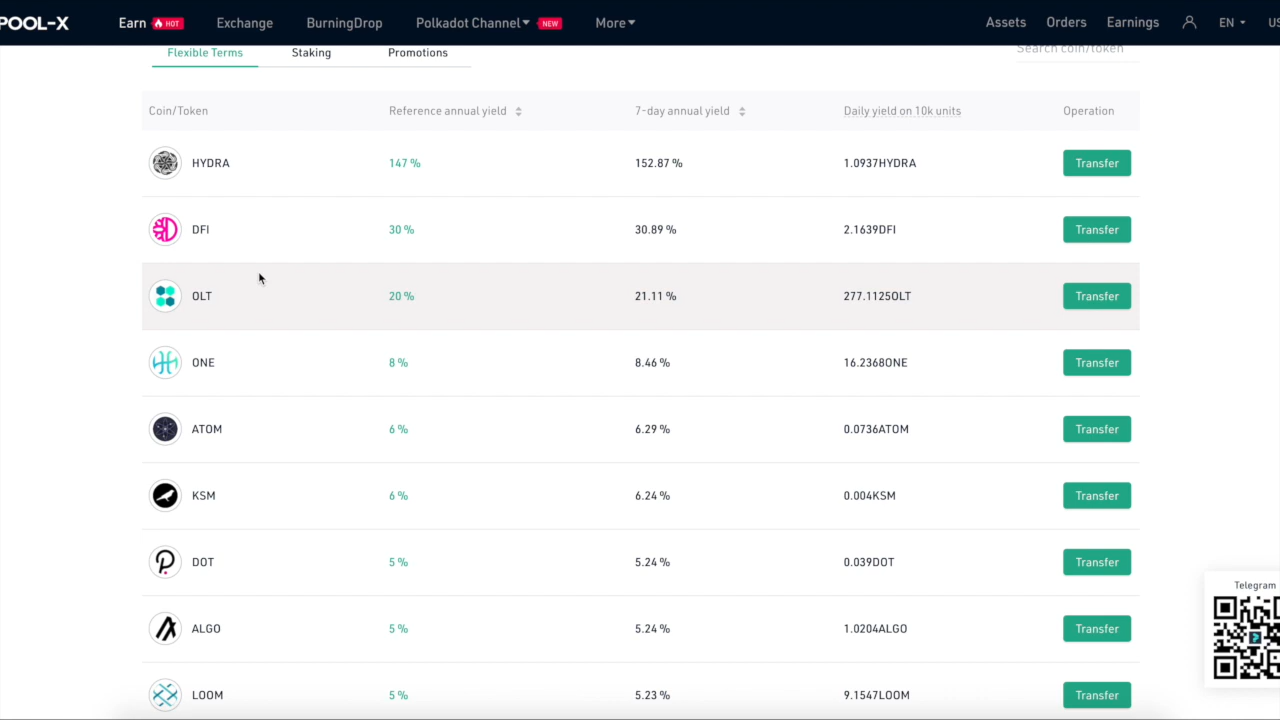 POOL-X Earn HOT Exchange BurningDrop Polkadot Channel NEW More Assets Orders Earnings EN US
Flexible Terms Staking Promotions Search coin/token
Coin/Token Reference annual yield 7-day annual yield Daily yield on 10k units Operation
HYDRA 147 % 152.87 % 1.0937HYDRA Transfer
DFI 30 % 30.89 % 2.1639DFI Transfer
OLT 20 % 21.11 % 277.1125OLT Transfer
ONE 8 % 8.46 % 16.2368ONE Transfer
ATOM 6 % 6.29 % 0.0736ATOM Transfer
KSM 6 % 6.24 % 0.004KSM Transfer
DOT 5 % 5.24 % 0.039DOT Transfer
Telegram
ALGO 5 % 5.24 % 1.0204ALGO Transfer
LOOM 5 % 5.23 % 9.1547LOOM Transfer